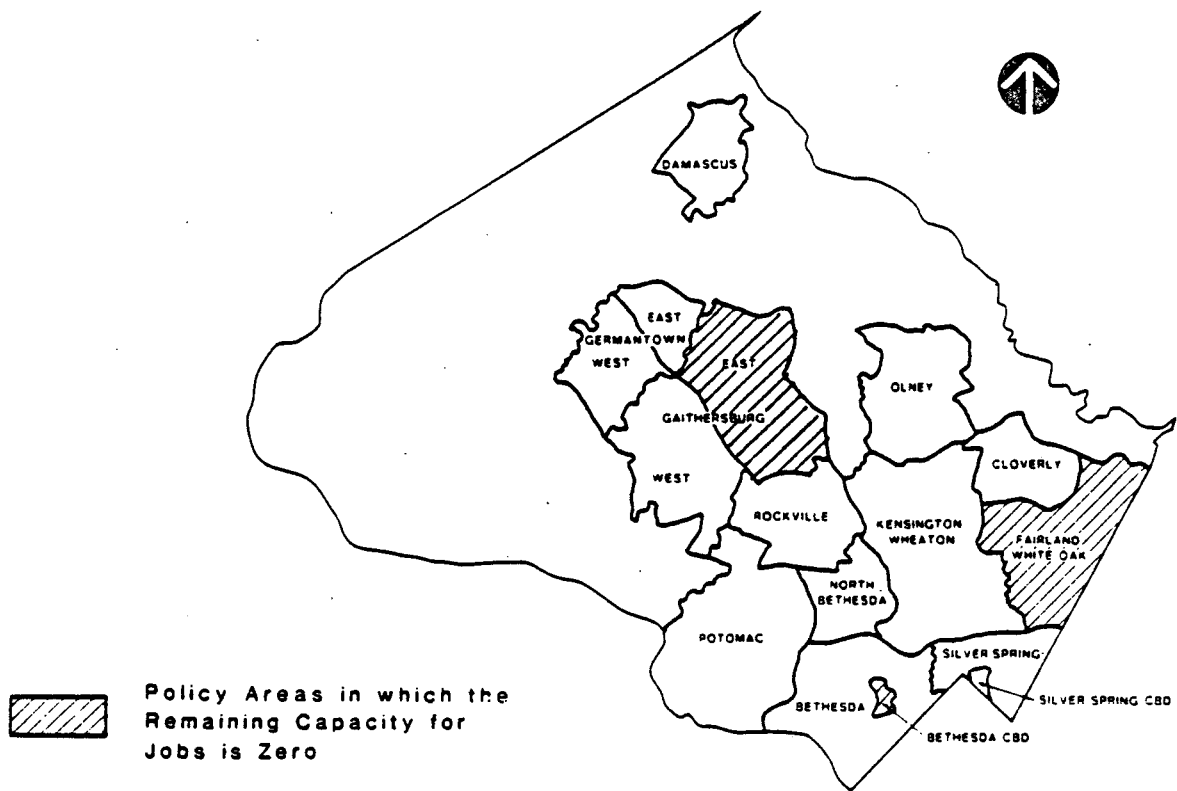 DAMASCUS
EAST
GERMANTOWN
WEST
EAST
OLNEY
GAITHERSBURG
CLOVERLY
WEST
ROCKVILLE
KENSINGTON
WHEATON
FAIRLAND
WHITE OAK
NORTH
BETHESDA
POTOMAC
SILVER SPRING
SILVER SPRING CBD
BETHESDA
BETHESDA CBD
Policy Areas in which the
Remaining Capacity for
Jobs is Zero